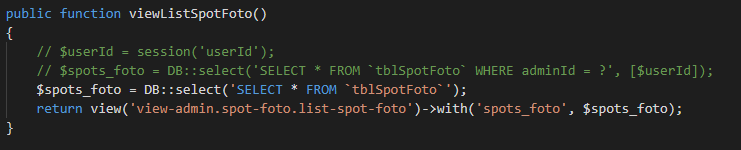 public function viewListSpotFoto()
{
    // $userId = session('userId');
    // $spots_foto = DB::select('SELECT * FROM `tblSpotFoto` WHERE adminId = ?', [$userId]);
    $spots_foto = DB::select('SELECT * FROM `tblSpotFoto`');
    return view('view-admin.spot-foto.list-spot-foto')->with('spots_foto', $spots_foto);
}